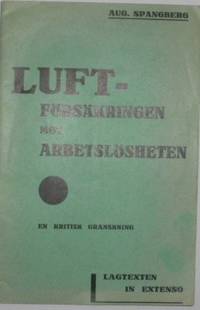 AUG. SPANGBERG
LUFT-
FÖRSÄKRINGEN
MOT
ARBETSLÖSHETEN
EN KRITISK GRANSKNING
LAGTEXTEN
IN EXTENSO